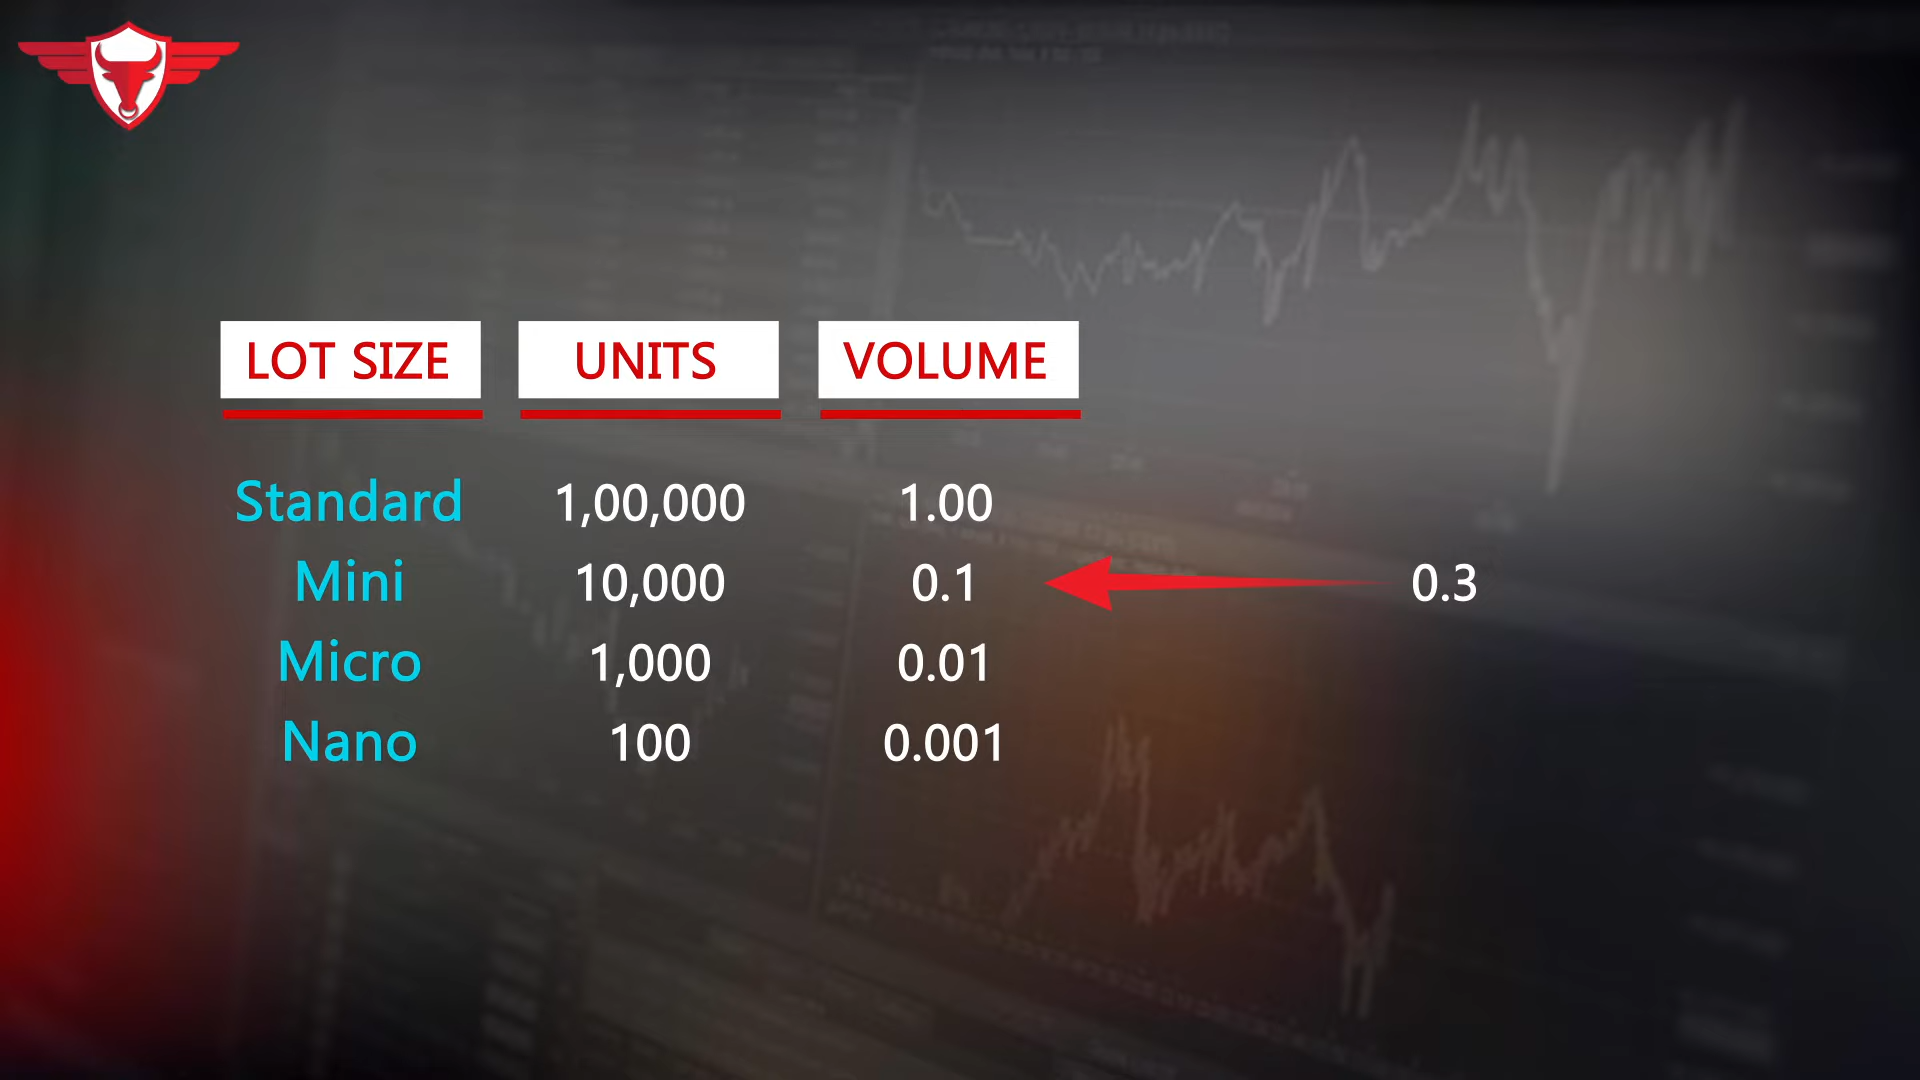 LOT SIZE UNITS VOLUME
Standard 1,00,000 1.00
Mini 10,000 0.1 0.3
Micro 1,000 0.01
Nano 100 0.001